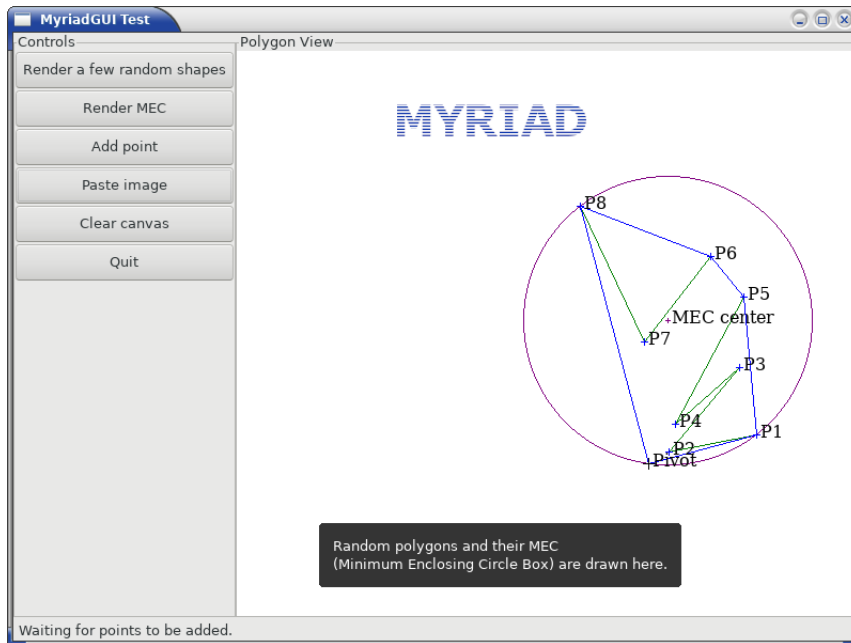 MyriadGUI Test
Controls
Polygon View
Render a few random shapes
Render MEC
Add point
Paste image
Clear canvas
Quit
MYRIAD
P8
P6
P5
MEC center
P7
P3
P4
P1
P2
Pivot
Random polygons and their MEC
(Minimum Enclosing Circle Box) are drawn here.
Waiting for points to be added.